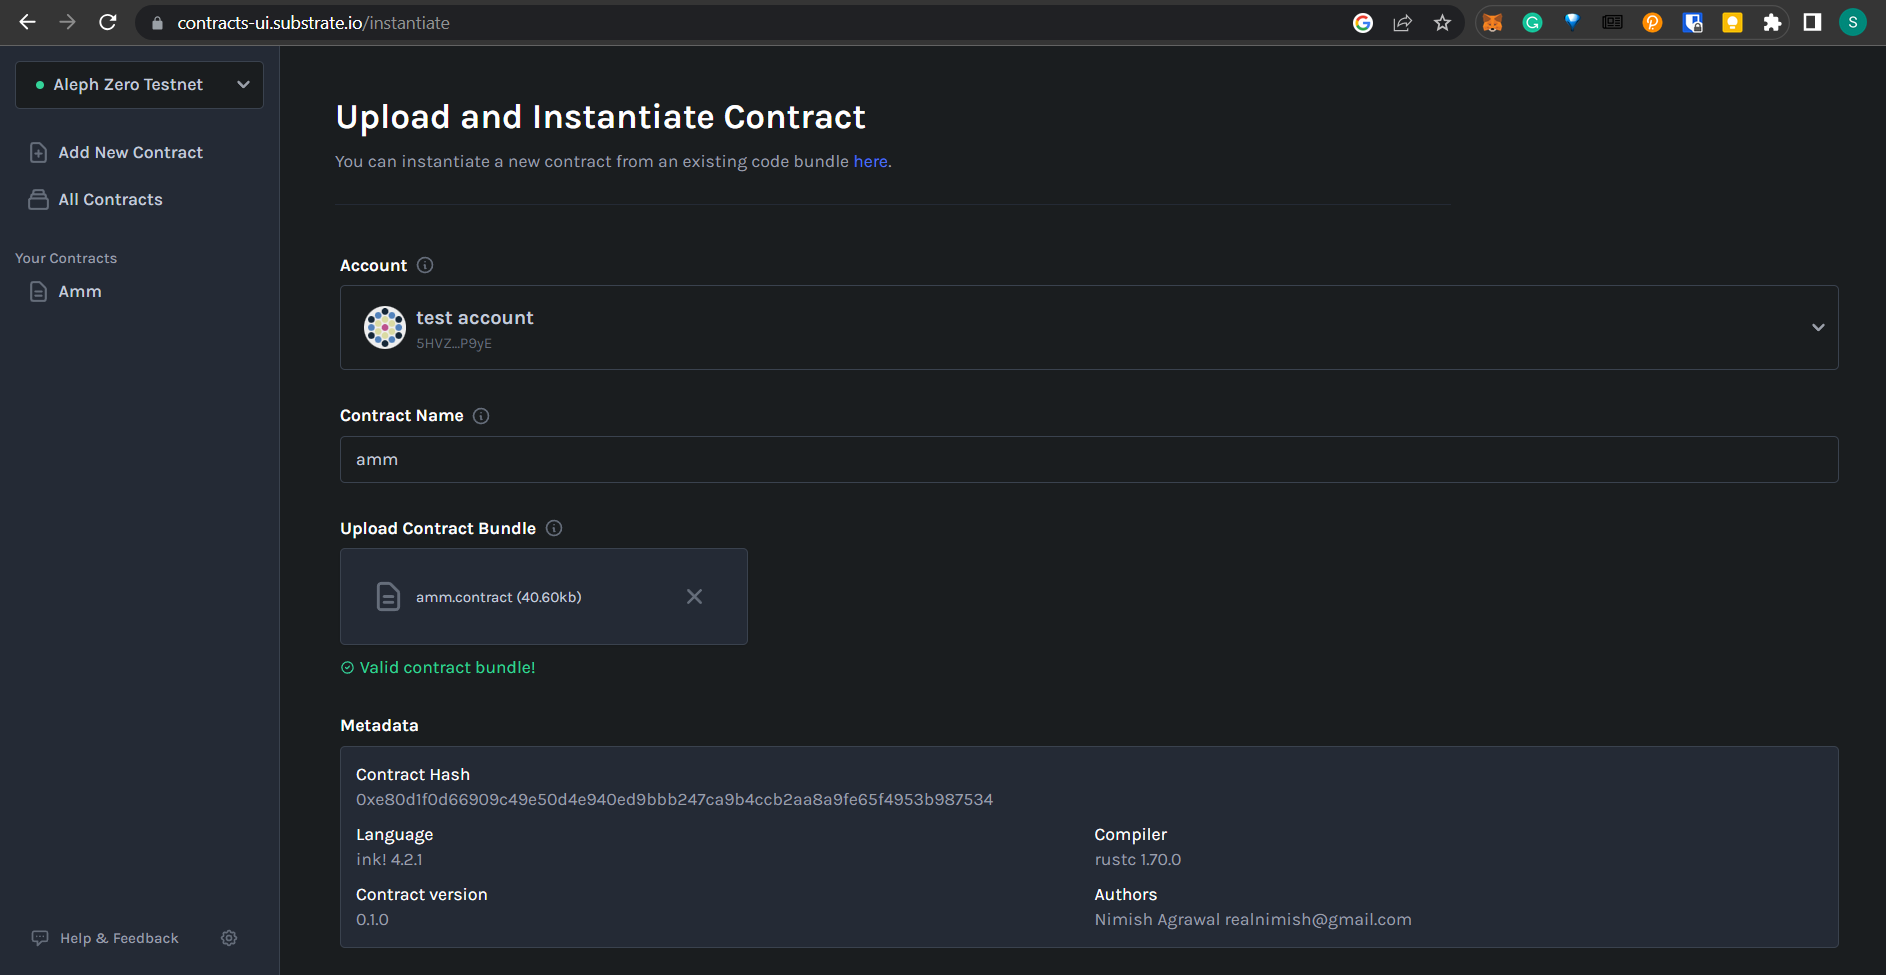 contracts-ui.substrate.io/instantiate
S
Aleph Zero Testnet
Add New Contract
All Contracts
Your Contracts
Amm
Help & Feedback
Upload and Instantiate Contract
You can instantiate a new contract from an existing code bundle here.
Account
test account
5HVZ...P9yE
Contract Name
amm
Upload Contract Bundle
amm.contract (40.60kb)
Valid contract bundle!
Metadata
Contract Hash
0xe80d1f0d66909c49e50d4e940ed9bbb247ca9b4ccb2aa8a9fe65f4953b987534
Language
ink! 4.2.1
Compiler
rustc 1.70.0
Contract version
0.1.0
Authors
Nimish Agrawal realnimish@gmail.com